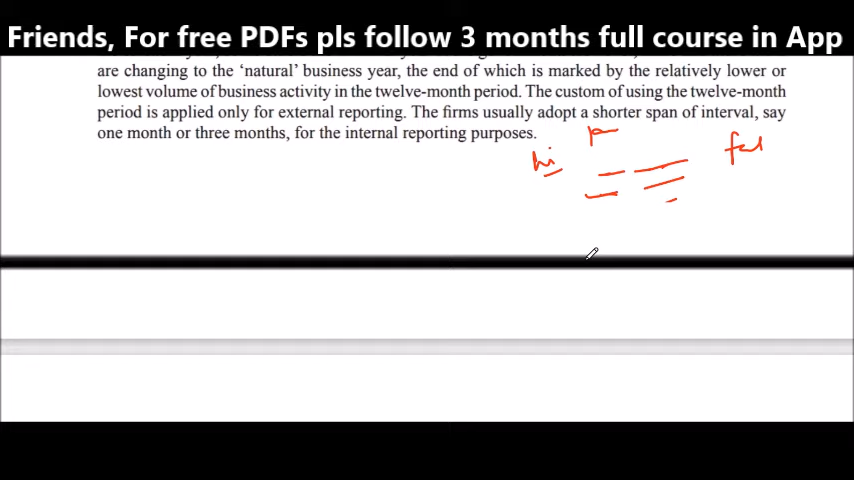 Friends, For free PDFs pls follow 3 months full course in App
are changing to the ‘natural’ business year, the end of which is marked by the relatively lower or
lowest volume of business activity in the twelve-month period. The custom of using the twelve-month
period is applied only for external reporting. The firms usually adopt a shorter span of interval, say
one month or three months, for the internal reporting purposes.
hi